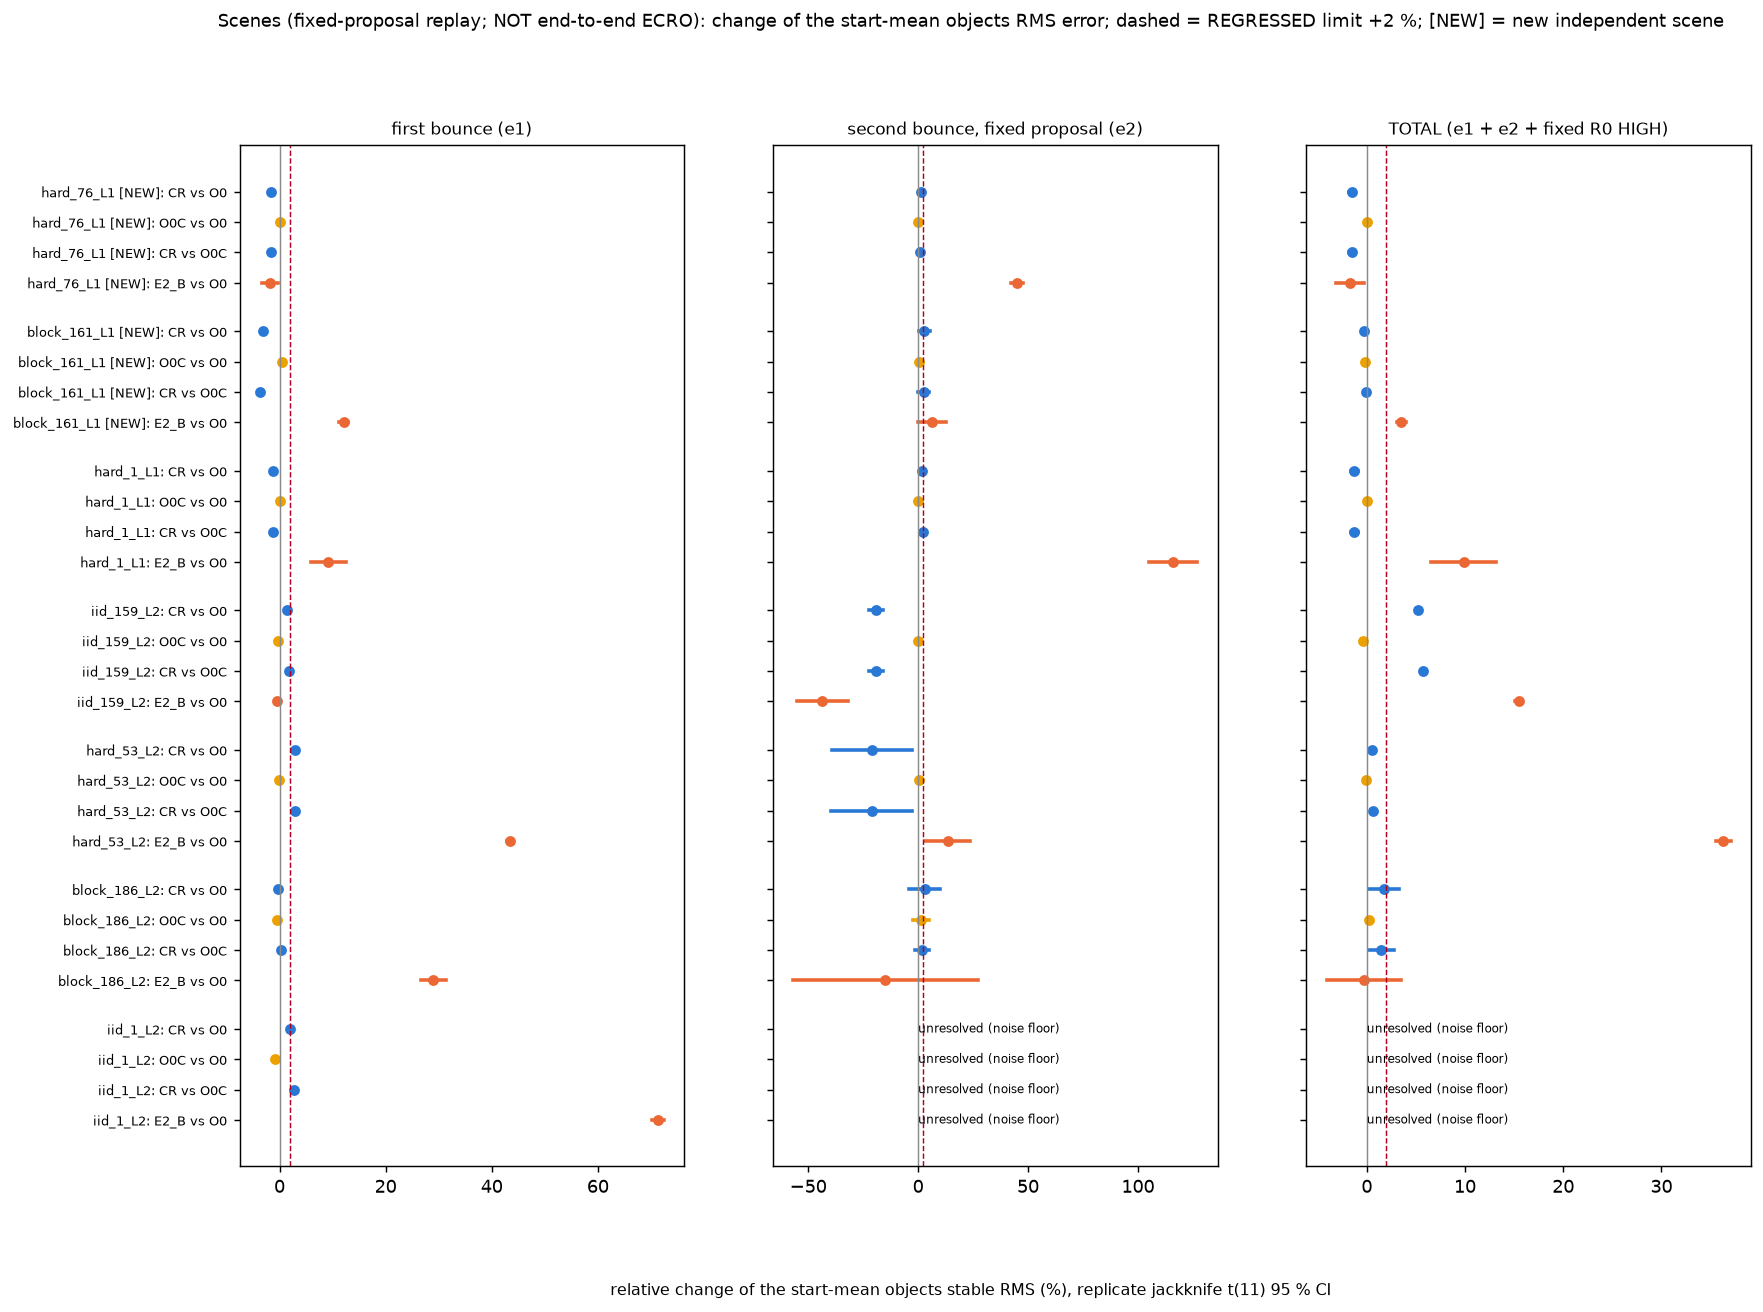 Scenes (fixed-proposal replay; NOT end-to-end ECRO): change of the start-mean objects RMS error; dashed = REGRESSED limit +2 %; [NEW] = new independent scene
first bounce (e1)
second bounce, fixed proposal (e2)
TOTAL (e1 + e2 + fixed R0 HIGH)
hard_76_L1 [NEW]: CR vs O0
hard_76_L1 [NEW]: O0C vs O0
hard_76_L1 [NEW]: CR vs O0C
hard_76_L1 [NEW]: E2_B vs O0
block_161_L1 [NEW]: CR vs O0
block_161_L1 [NEW]: O0C vs O0
block_161_L1 [NEW]: CR vs O0C
block_161_L1 [NEW]: E2_B vs O0
hard_1_L1: CR vs O0
hard_1_L1: O0C vs O0
hard_1_L1: CR vs O0C
hard_1_L1: E2_B vs O0
iid_159_L2: CR vs O0
iid_159_L2: O0C vs O0
iid_159_L2: CR vs O0C
iid_159_L2: E2_B vs O0
hard_53_L2: CR vs O0
hard_53_L2: O0C vs O0
hard_53_L2: CR vs O0C
hard_53_L2: E2_B vs O0
block_186_L2: CR vs O0
block_186_L2: O0C vs O0
block_186_L2: CR vs O0C
block_186_L2: E2_B vs O0
iid_1_L2: CR vs O0 unresolved (noise floor) unresolved (noise floor)
iid_1_L2: O0C vs O0 unresolved (noise floor) unresolved (noise floor)
iid_1_L2: CR vs O0C unresolved (noise floor) unresolved (noise floor)
iid_1_L2: E2_B vs O0 unresolved (noise floor) unresolved (noise floor)
0 20 40 60
−50 0 50 100
0 10 20 30
relative change of the start-mean objects stable RMS (%), replicate jackknife t(11) 95 % CI